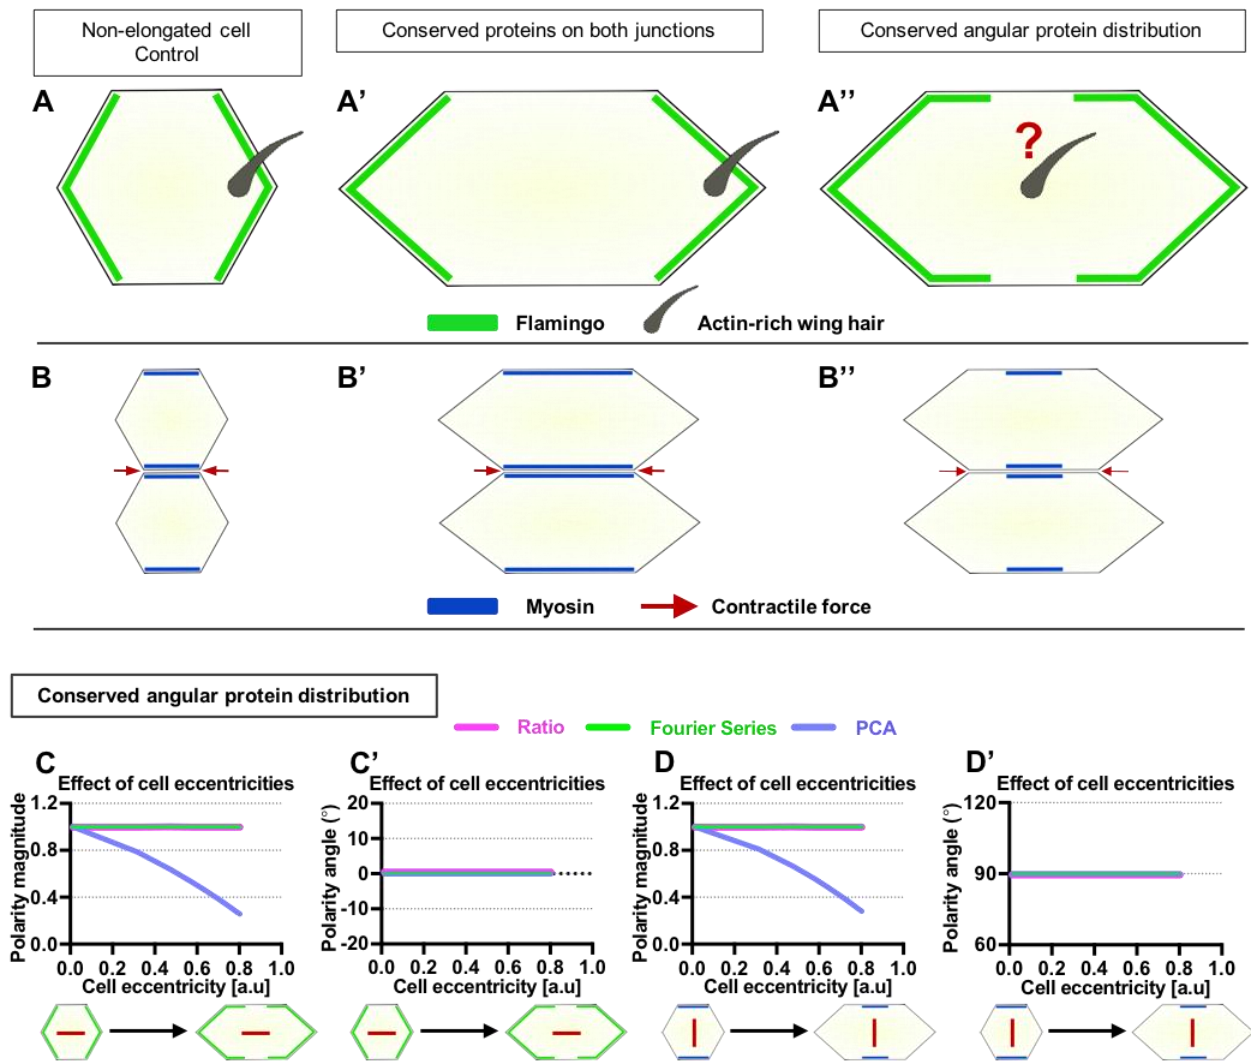 Non-elongated cell
Control
Conserved proteins on both junctions
Conserved angular protein distribution
A
A’
A’’
?
Flamingo
Actin-rich wing hair
B
B’
B’’
Myosin
Contractile force
Conserved angular protein distribution
Ratio
Fourier Series
PCA
C
Effect of cell eccentricities
Polarity magnitude
1.2
0.8
0.4
0.0
0.0 0.2 0.4 0.6 0.8 1.0
Cell eccentricity [a.u]
C’
Effect of cell eccentricities
Polarity angle (°)
20
10
0
-10
-20
0.0 0.2 0.4 0.6 0.8 1.0
Cell eccentricity [a.u]
D
Effect of cell eccentricities
Polarity magnitude
1.2
0.8
0.4
0.0
0.0 0.2 0.4 0.6 0.8 1.0
Cell eccentricity [a.u]
D’
Effect of cell eccentricities
Polarity angle (°)
120
90
60
0.0 0.2 0.4 0.6 0.8 1.0
Cell eccentricity [a.u]